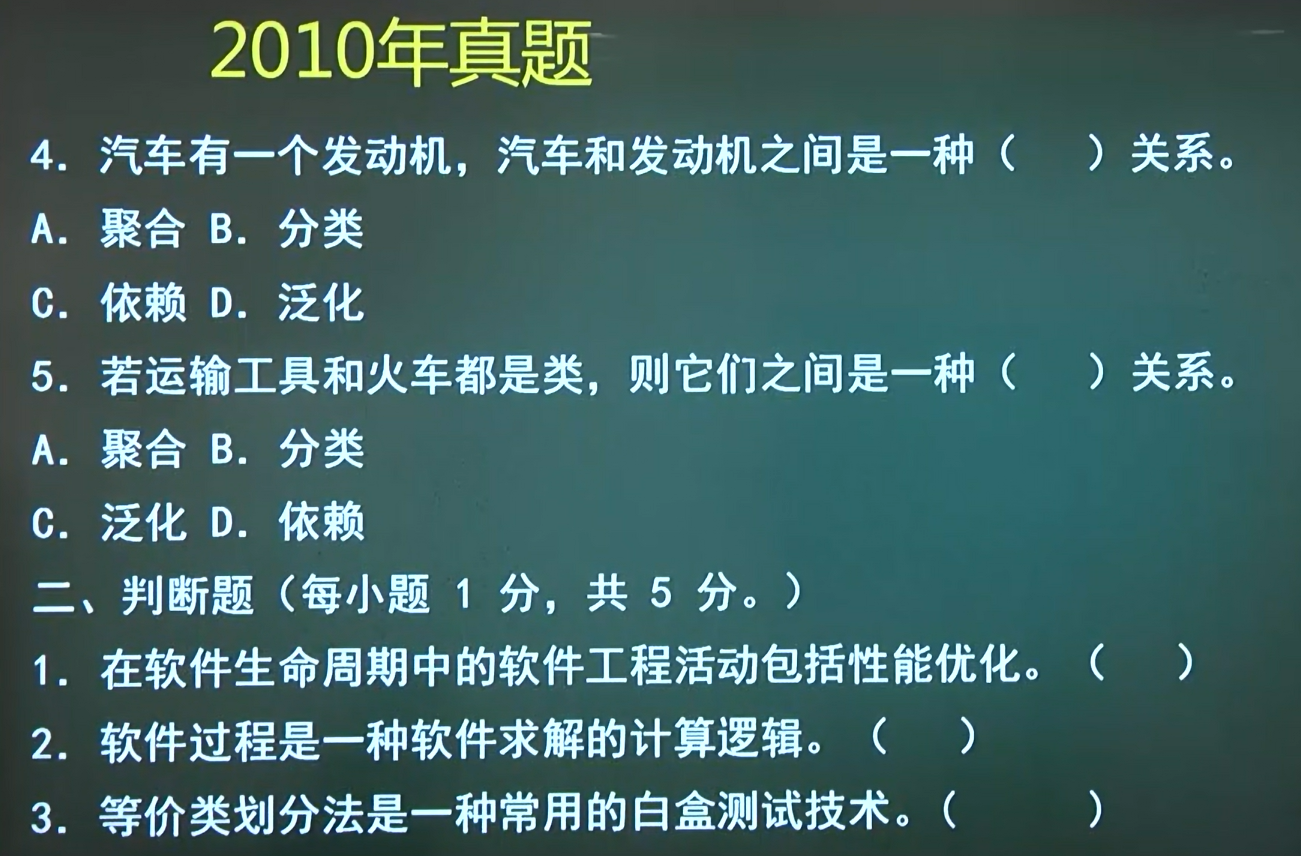 2010年真题
4. 汽车有一个发动机，汽车和发动机之间是一种（ ）关系。
A. 聚合 B. 分类
C. 依赖 D. 泛化
5. 若运输工具和火车都是类，则它们之间是一种（ ）关系。
A. 聚合 B. 分类
C. 泛化 D. 依赖
二、判断题（每小题 1 分，共 5 分。）
1. 在软件生命周期中的软件工程活动包括性能优化。（ ）
2. 软件过程是一种软件求解的计算逻辑。（ ）
3. 等价类划分法是一种常用的白盒测试技术。（ ）